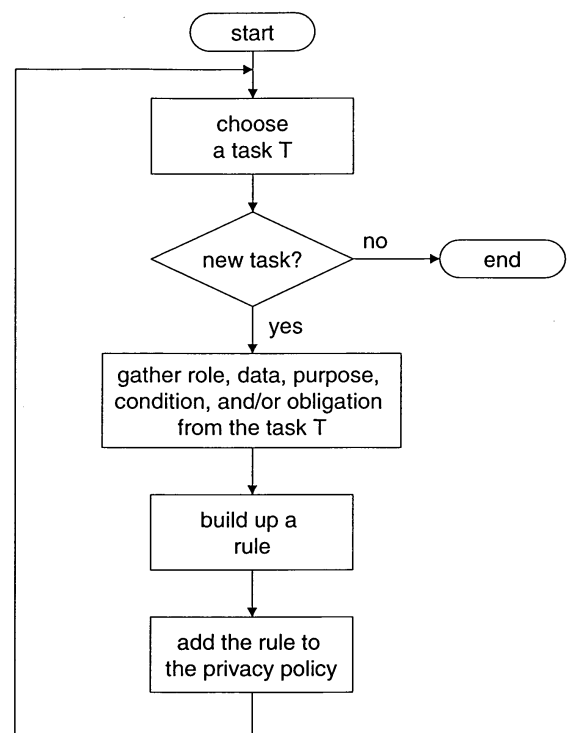 start
choose
a task T
new task?
no
end
yes
gather role, data, purpose,
condition, and/or obligation
from the task T
build up a
rule
add the rule to
the privacy policy